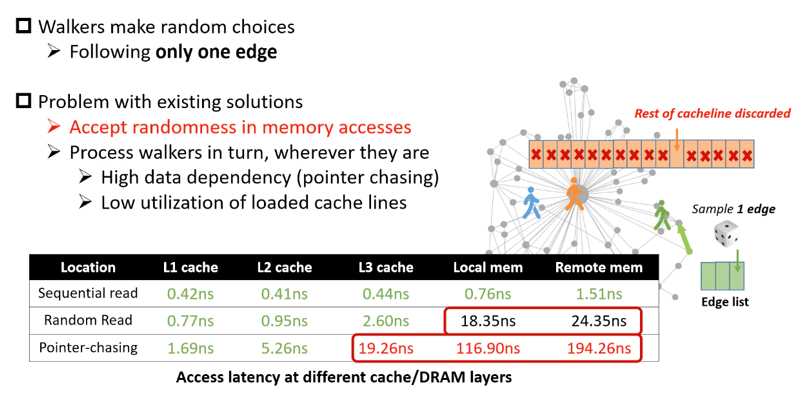 Walkers make random choices
Following only one edge
Problem with existing solutions
Accept randomness in memory accesses
Process walkers in turn, wherever they are
High data dependency (pointer chasing)
Low utilization of loaded cache lines
Rest of cacheline discarded
Sample 1 edge
Edge list
Location L1 cache L2 cache L3 cache Local mem Remote mem
Sequential read 0.42ns 0.41ns 0.44ns 0.76ns 1.51ns
Random Read 0.77ns 0.95ns 2.60ns 18.35ns 24.35ns
Pointer-chasing 1.69ns 5.26ns 19.26ns 116.90ns 194.26ns
Access latency at different cache/DRAM layers